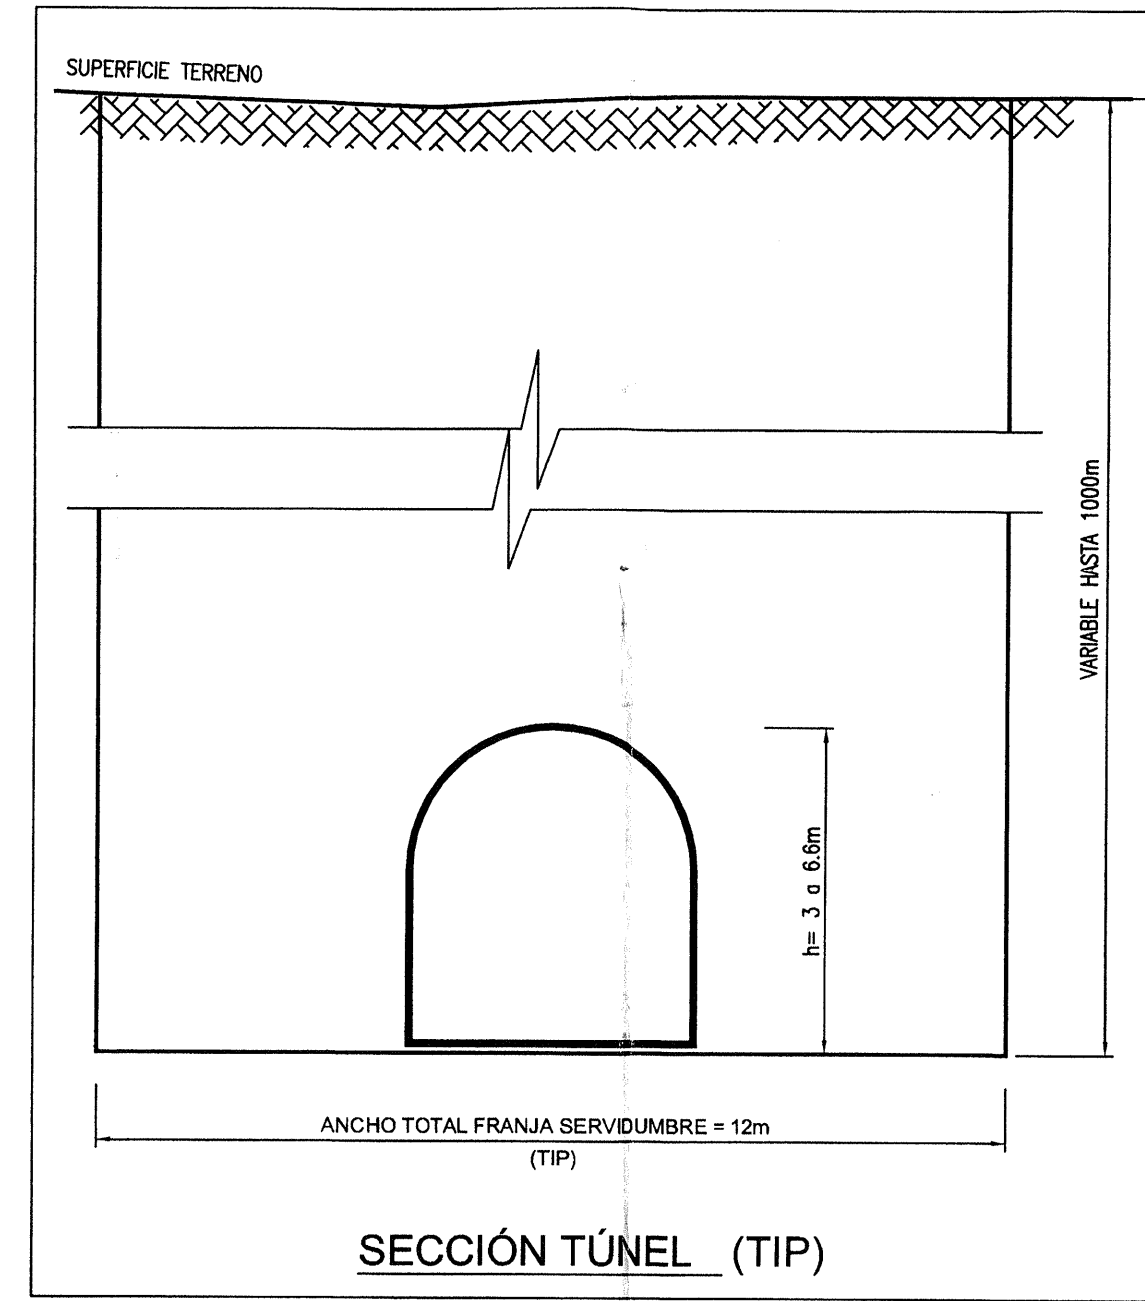 SUPERFICIE TERRENO
VARIABLE HASTA 1000m
h= 3 a 6.6m
ANCHO TOTAL FRANJA SERVIDUMBRE = 12m
(TIP)
SECCIÓN TÚNEL (TIP)